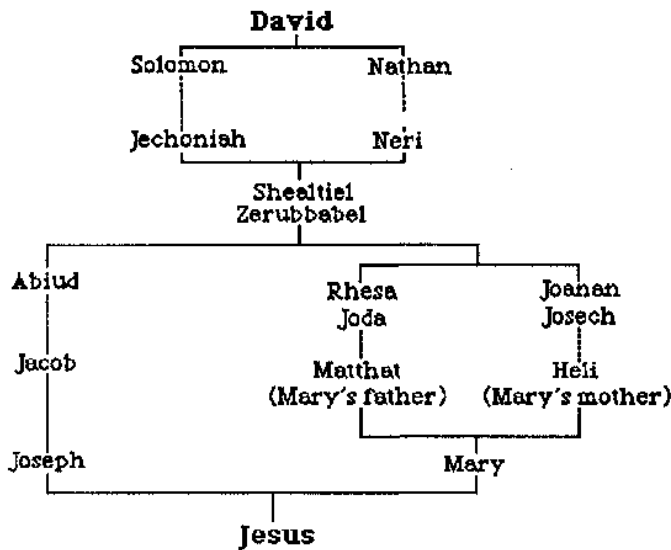 David
Solomon Nathan
Jechoniah Neri
Shealtiel
Zerubbabel
Abiud
Rhesa Joanan
Joda Josech
Jacob
Matthat Heli
(Mary's father) (Mary's mother)
Joseph Mary
Jesus